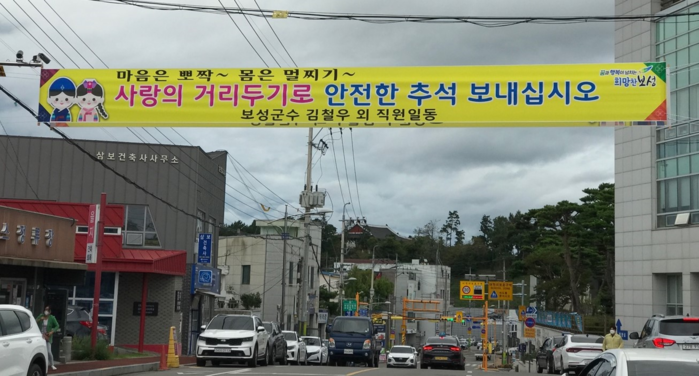 마음은 뽀짝~ 몸은 멀찌기~
사랑의 거리두기로 안전한 추석 보내십시오
보성군수 김철우 외 직원일동
희망찬 보성
삼보건축사사무소